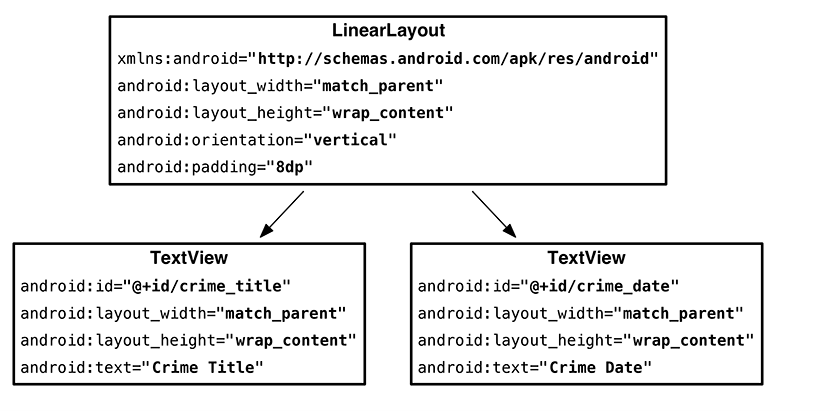 LinearLayout
xmlns:android="http://schemas.android.com/apk/res/android"
android:layout_width="match_parent"
android:layout_height="wrap_content"
android:orientation="vertical"
android:padding="8dp"
TextView
android:id="@+id/crime_title"
android:layout_width="match_parent"
android:layout_height="wrap_content"
android:text="Crime Title"
TextView
android:id="@+id/crime_date"
android:layout_width="match_parent"
android:layout_height="wrap_content"
android:text="Crime Date"